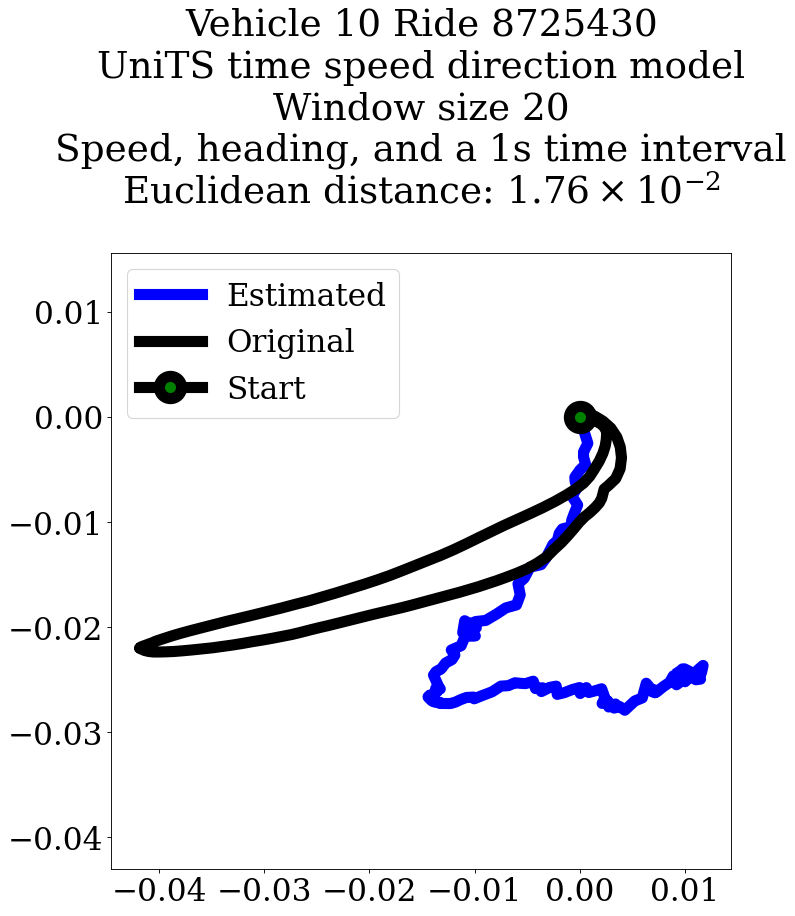 Vehicle 10 Ride 8725430
UniTS time speed direction model
Window size 20
Speed, heading, and a 1s time interval
Euclidean distance: 1.76 × 10⁻²
Estimated
Original
Start
0.01
0.00
−0.01
−0.02
−0.03
−0.04
−0.04 −0.03 −0.02 −0.01 0.00 0.01